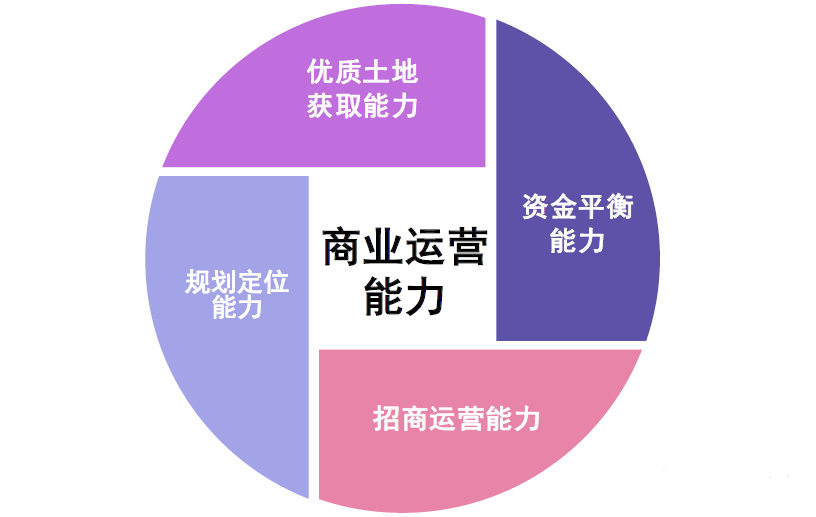 优质土地
获取能力
资金平衡
能力
商业运营
能力
规划定位
能力
招商运营能力